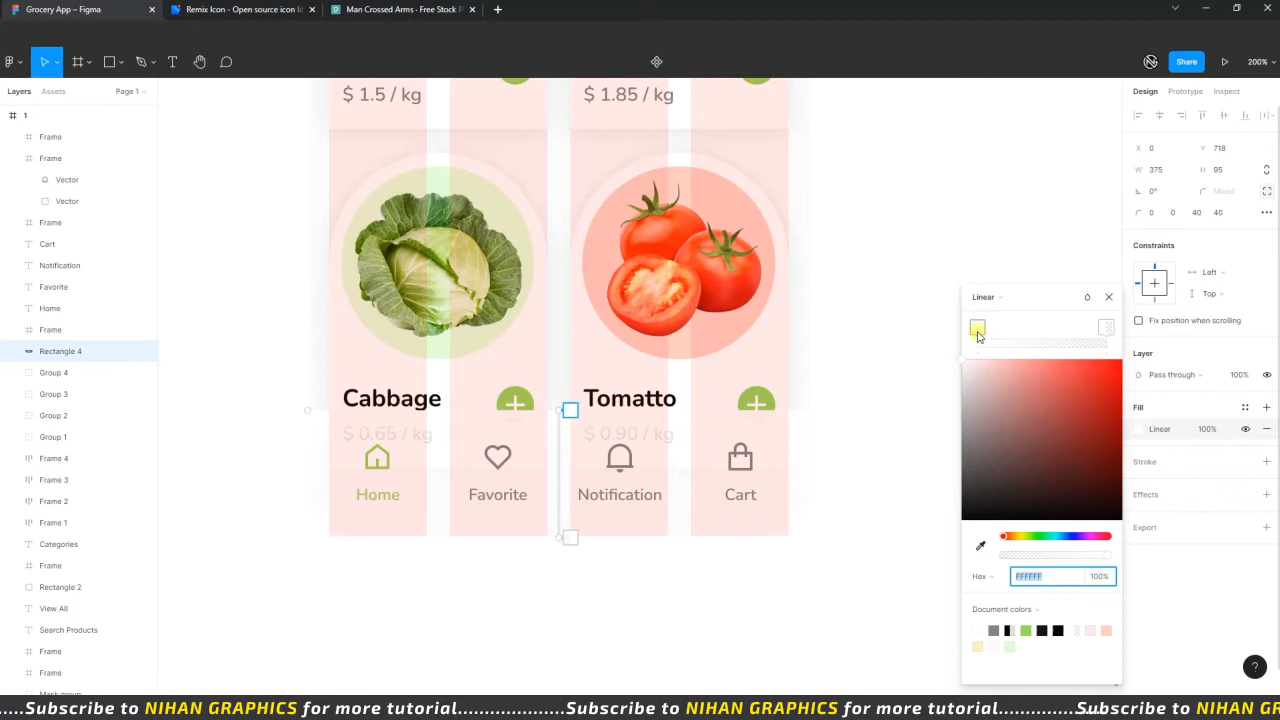 Grocery App – Figma
Remix Icon - Open source icon li
Man Crossed Arms · Free Stock P
Share
200%
Layers
Assets
Page 1
1
Frame
Frame
Vector
Vector
Frame
Cart
Notification
Favorite
Home
Frame
Rectangle 4
Group 4
Group 3
Group 2
Group 1
Frame 4
Frame 3
Frame 2
Frame 1
Categories
Frame
Rectangle 2
View All
Search Products
Frame
Frame
Mask group
$ 1.5 / kg
$ 1.85 / kg
Cabbage
Tomatto
$ 0.65 / kg
$ 0.90 / kg
Home
Favorite
Notification
Cart
Linear
Hex
FFFFFF
100%
Document colors
Design
Prototype
Inspect
X 0 Y 718
W 375 H 95
0° Mixed
0 0 40 40
Constraints
Left
Top
Fix position when scrolling
Layer
Pass through 100%
Fill
Linear 100%
Stroke
Effects
Export
?
.....Subscribe to NIHAN GRAPHICS for more tutorial.....................Subscribe to NIHAN GRAPHICS for more tutorial.....................Subscribe to NIHAN GR